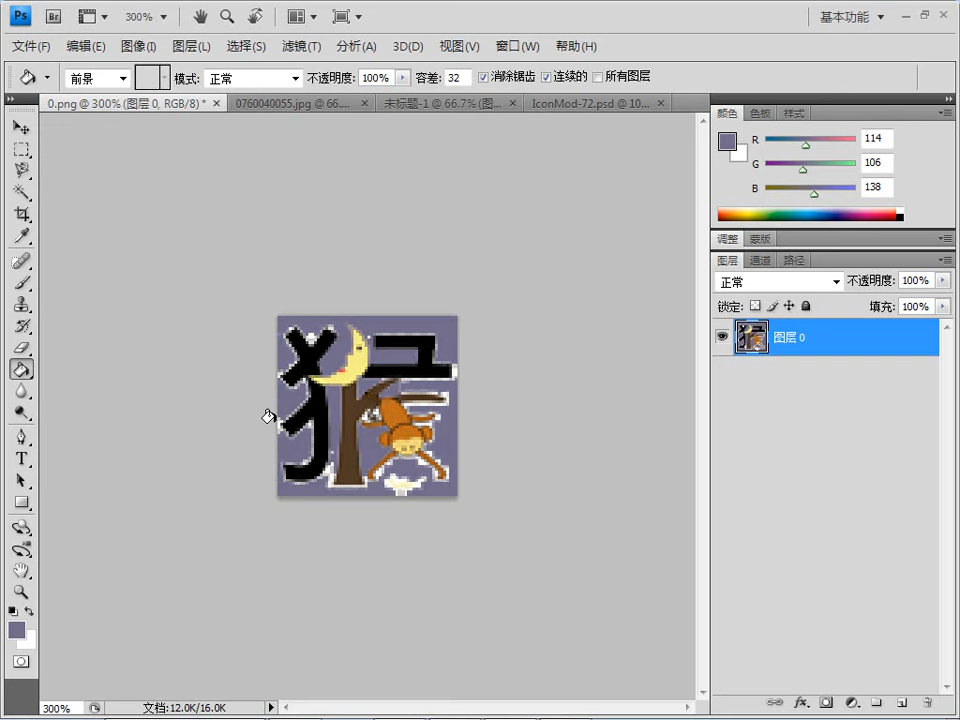 Ps Br 300% 基本功能
文件(F) 编辑(E) 图像(I) 图层(L) 选择(S) 滤镜(T) 分析(A) 3D(D) 视图(V) 窗口(W) 帮助(H)
前景 模式: 正常 不透明度: 100% 容差: 32 消除锯齿 连续的 所有图层
0.png @ 300% (图层 0, RGB/8) * 0760040055.jpg @ 66.... 未标题-1 @ 66.7% (图... IconMod-72.psd @ 10...
颜色 色板 样式
R 114
G 106
B 138
调整 蒙版
图层 通道 路径
正常 不透明度: 100%
锁定: 填充: 100%
图层 0
T
fx
300% 文档:12.0K/16.0K